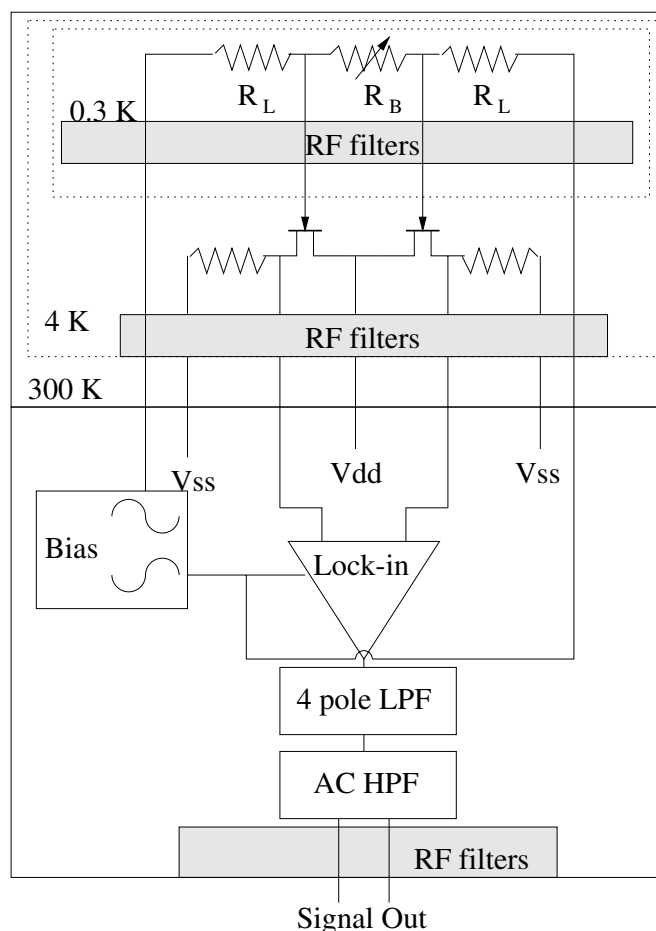 R L R B R L
0.3 K
RF filters
4 K
RF filters
300 K
Vss Vdd Vss
Bias
Lock-in
4 pole LPF
AC HPF
RF filters
Signal Out